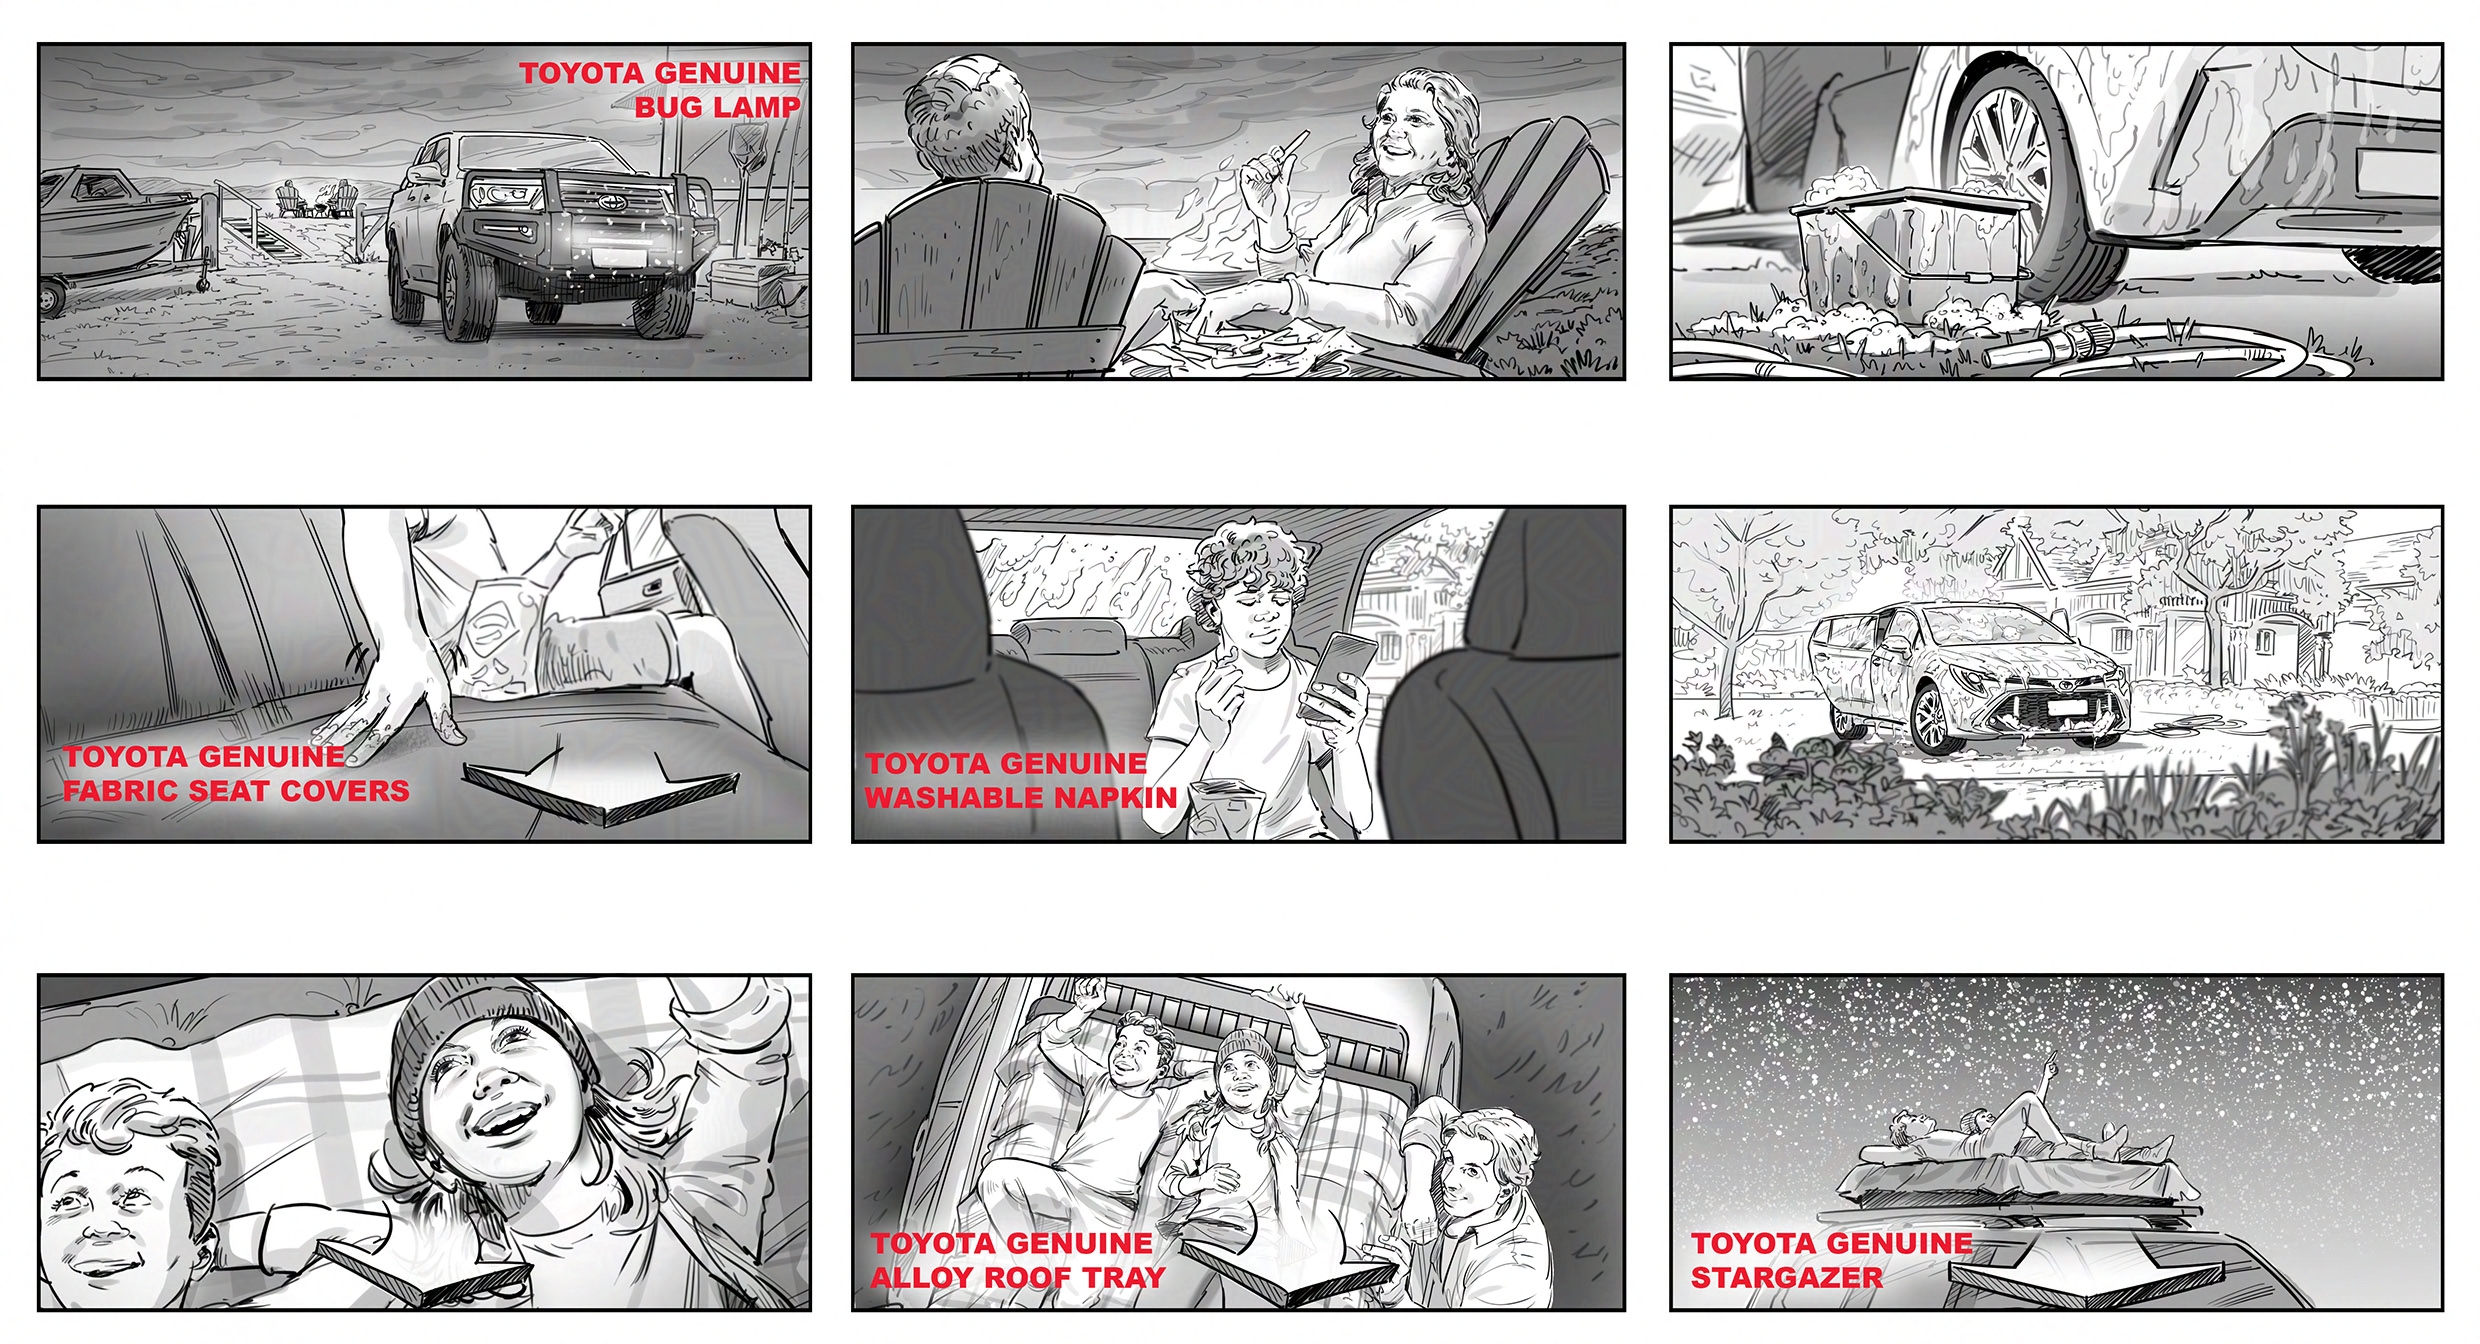 TOYOTA GENUINE
BUG LAMP
TOYOTA GENUINE
FABRIC SEAT COVERS
TOYOTA GENUINE
WASHABLE NAPKIN
TOYOTA GENUINE
ALLOY ROOF TRAY
TOYOTA GENUINE
STARGAZER